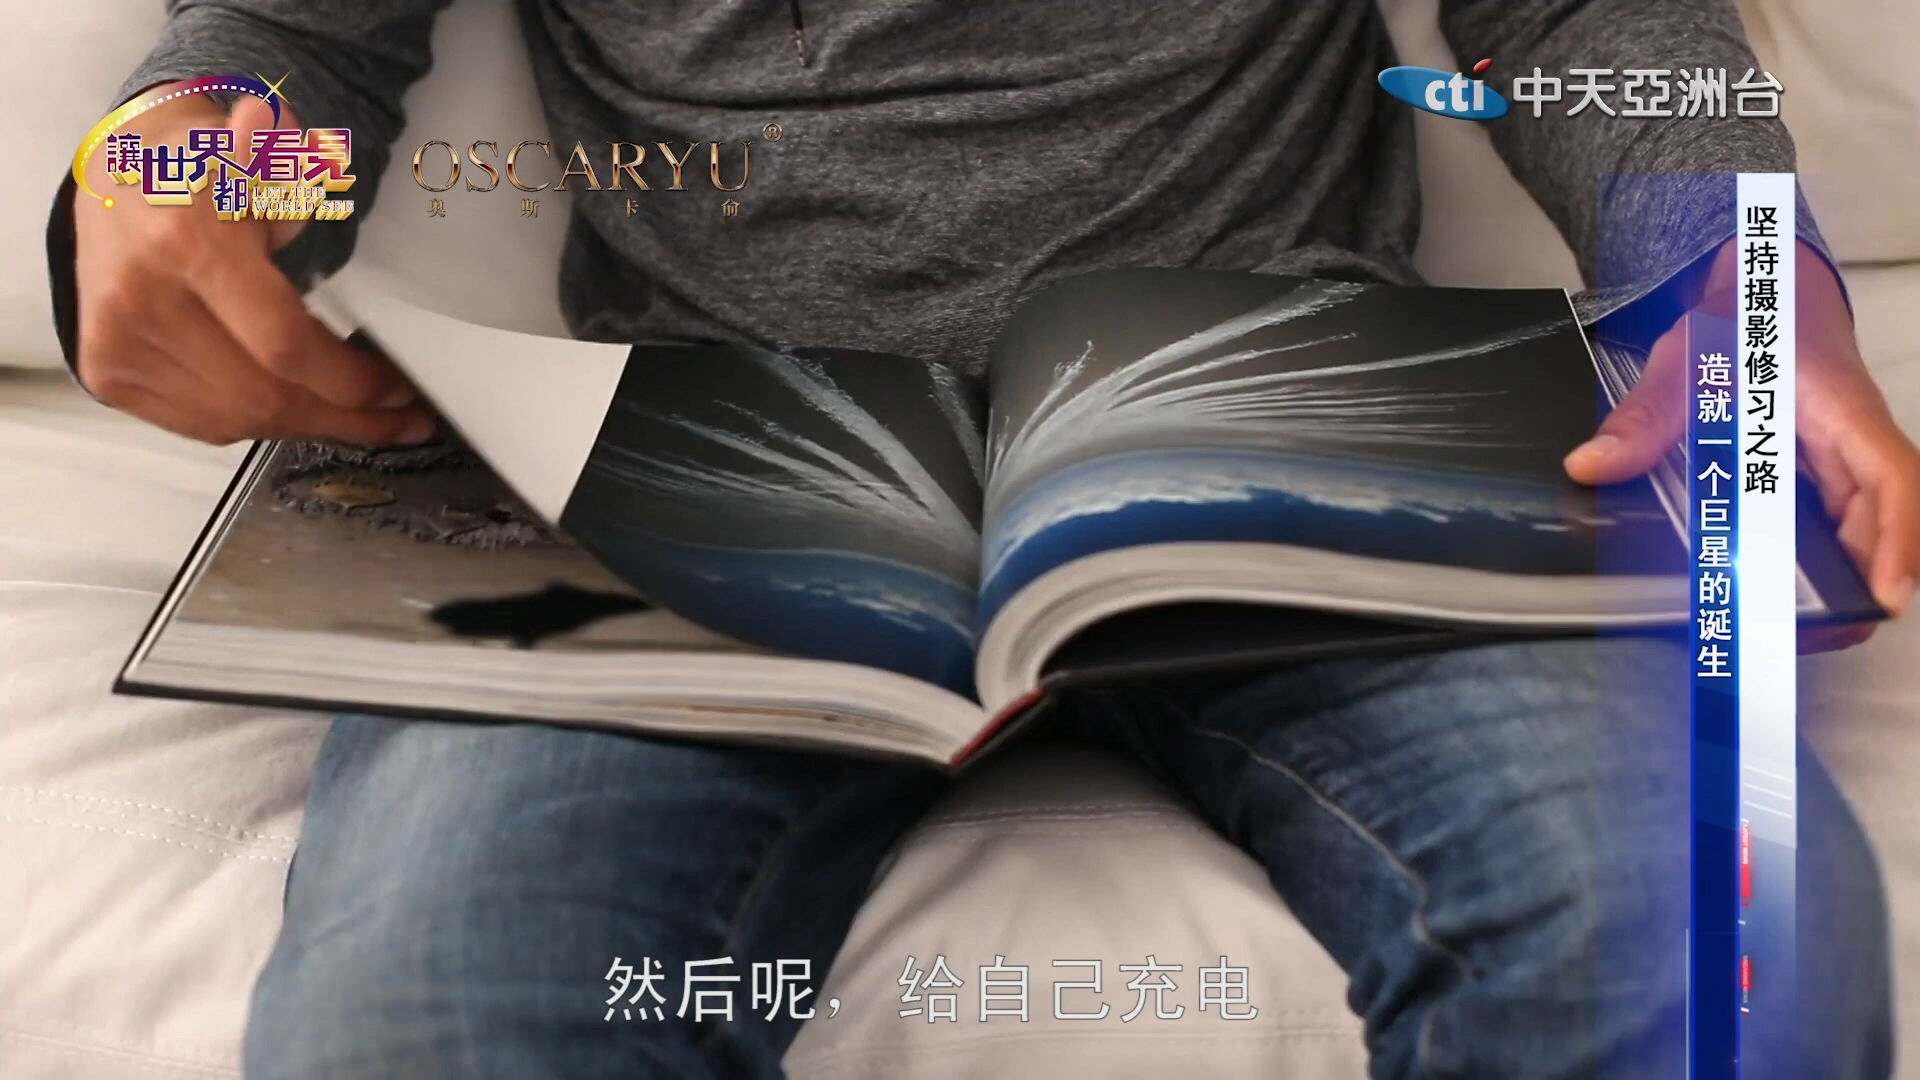 讓世界都看見
LET THE
WORLD SEE
OSCARYU®
奥斯卡俞
cti 中天亞洲台
坚持摄影修习之路
造就一个巨星的诞生
然后呢，给自己充电